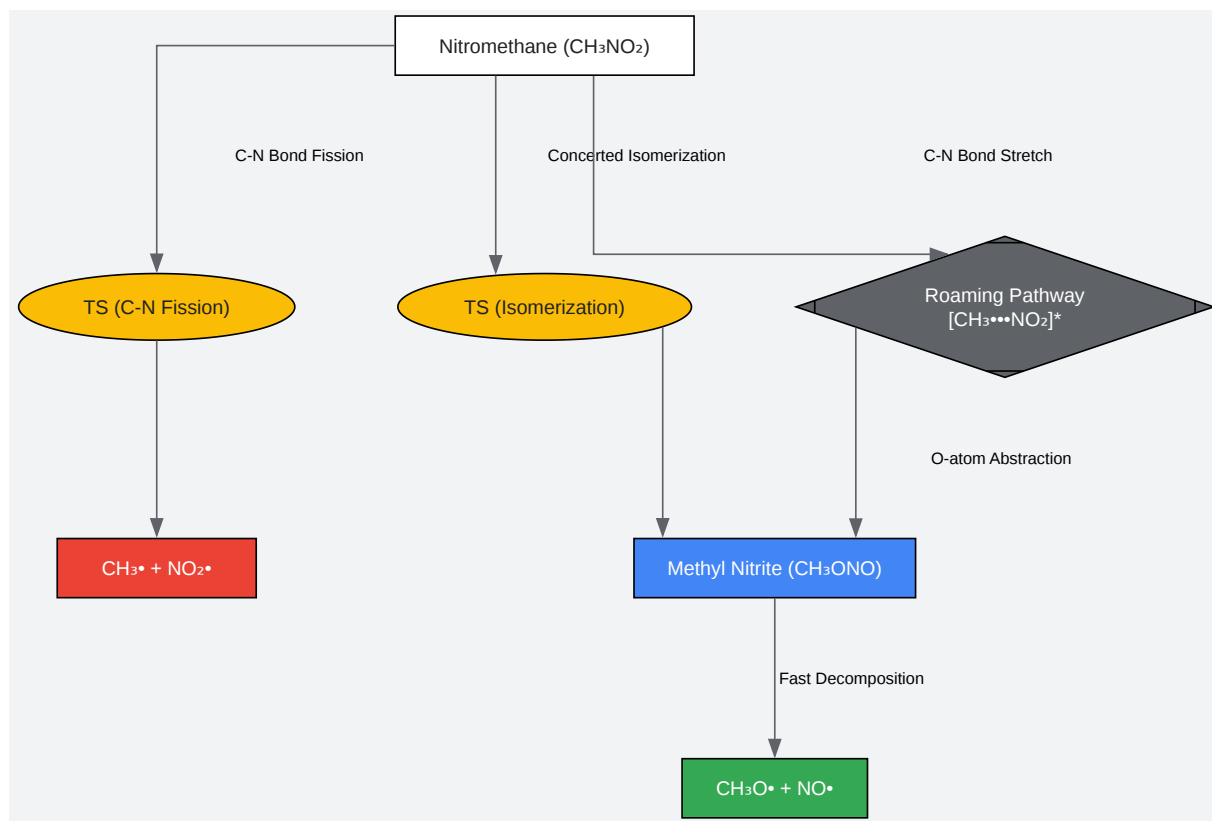 Nitromethane (CH₃NO₂)
C-N Bond Fission
Concerted Isomerization
C-N Bond Stretch
TS (C-N Fission)
TS (Isomerization)
Roaming Pathway
[CH₃•••NO₂]*
O-atom Abstraction
CH₃• + NO₂•
Methyl Nitrite (CH₃ONO)
Fast Decomposition
CH₃O• + NO•